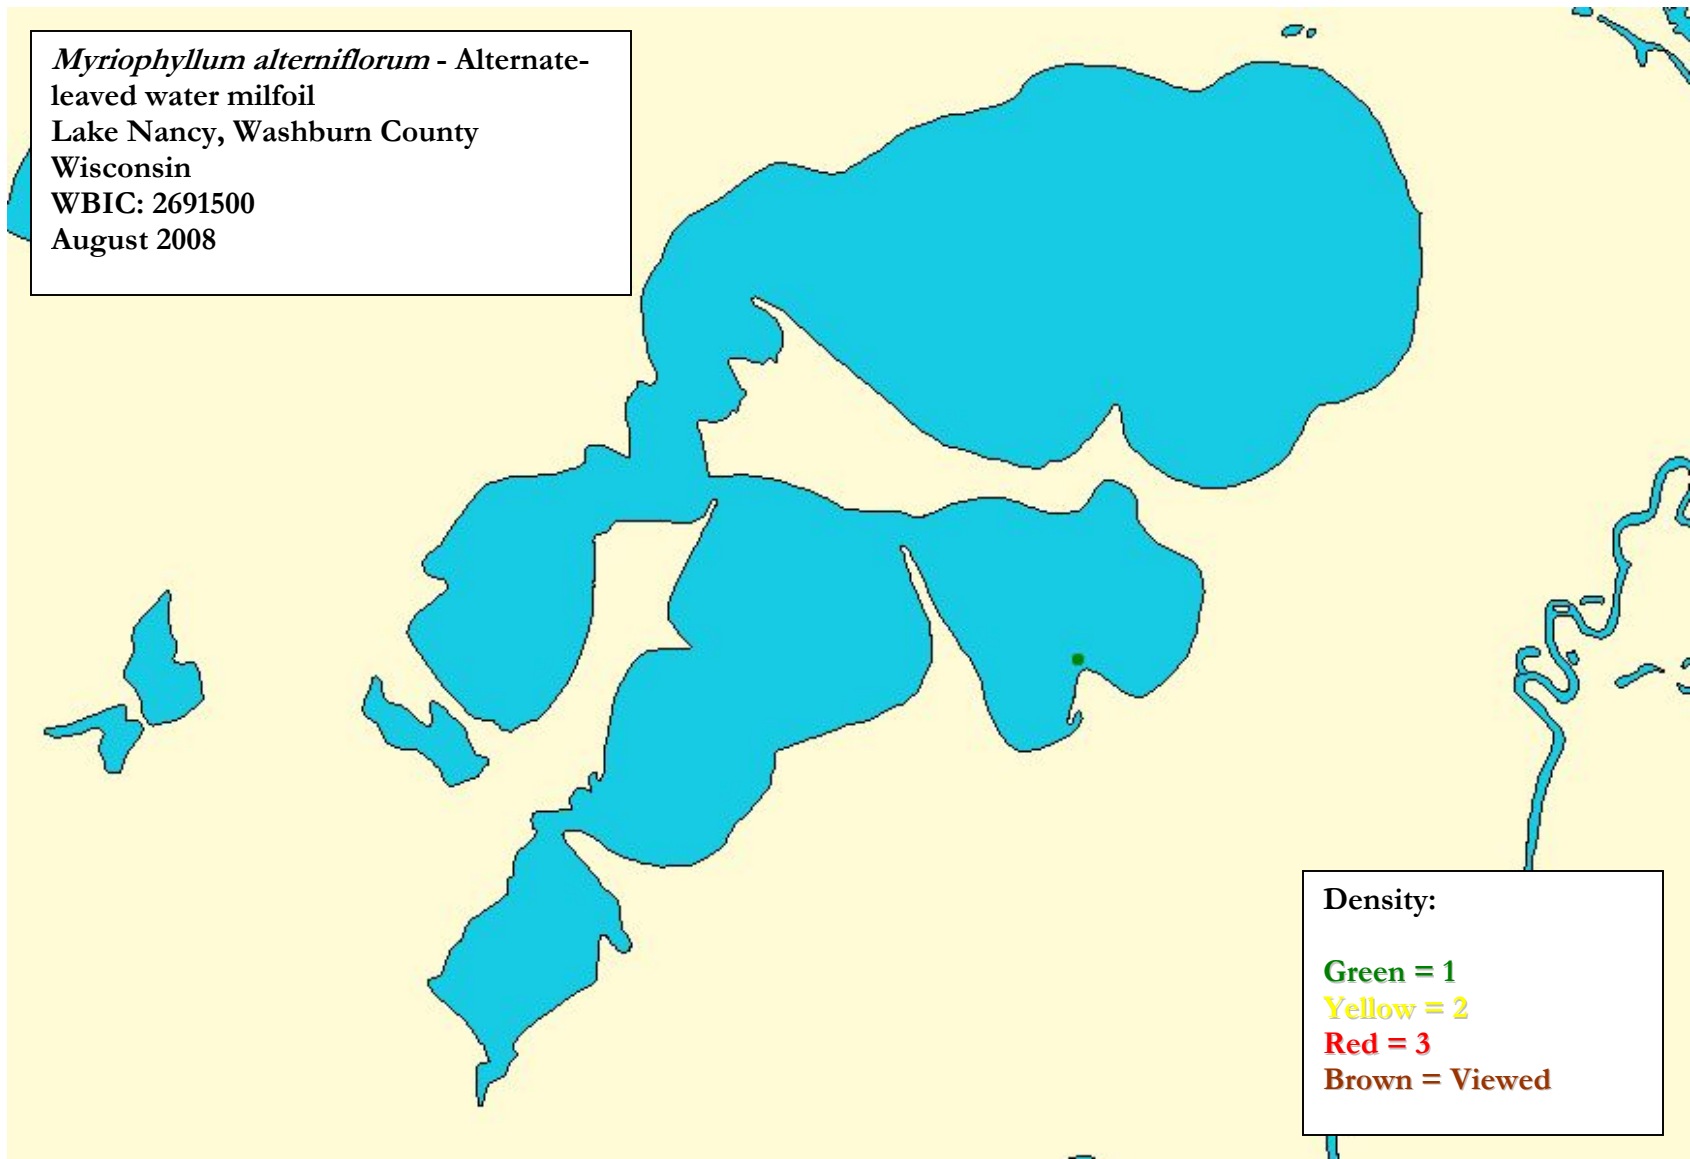 Myriophyllum alterniflorum - Alternate-
leaved water milfoil
Lake Nancy, Washburn County
Wisconsin
WBIC: 2691500
August 2008
Density:
Green = 1
Yellow = 2
Red = 3
Brown = Viewed